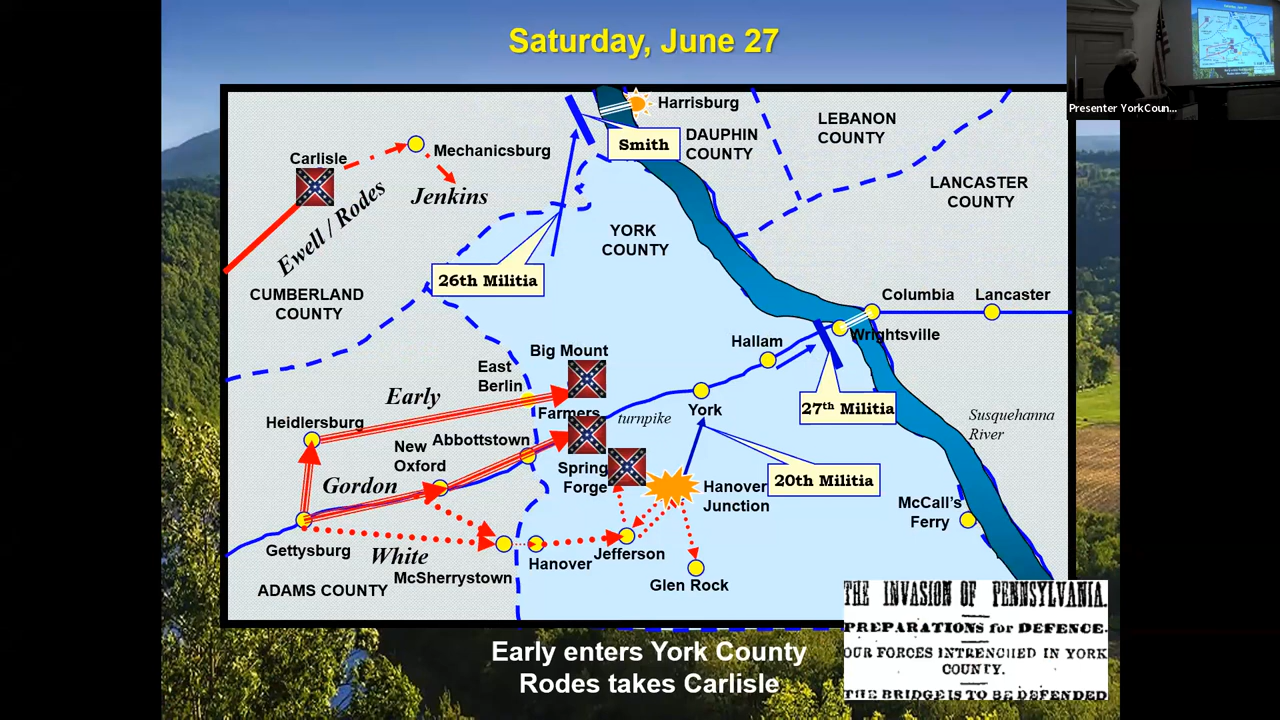 Saturday, June 27
Presenter YorkCoun...
Harrisburg
LEBANON
COUNTY
DAUPHIN
COUNTY
Smith
Carlisle
Mechanicsburg
Jenkins
Ewell / Rodes
LANCASTER
COUNTY
YORK
COUNTY
26th Militia
CUMBERLAND
COUNTY
Columbia
Lancaster
Wrightsville
Hallam
Big Mount
East
Berlin
Early
Farmers
27th Militia
York
turnpike
Susquehanna
River
Heidlersburg
New
Oxford
Abbottstown
Spring
Forge
Gordon
20th Militia
Hanover
Junction
McCall's
Ferry
Gettysburg
White
McSherrystown
Hanover
Jefferson
Glen Rock
ADAMS COUNTY
THE INVASION OF PENNSYLVANIA.
PREPARATIONS for DEFENCE.
OUR FORCES INTRENCHED IN YORK
COUNTY.
THE BRIDGE IS TO BE DEFENDED
Early enters York County
Rodes takes Carlisle